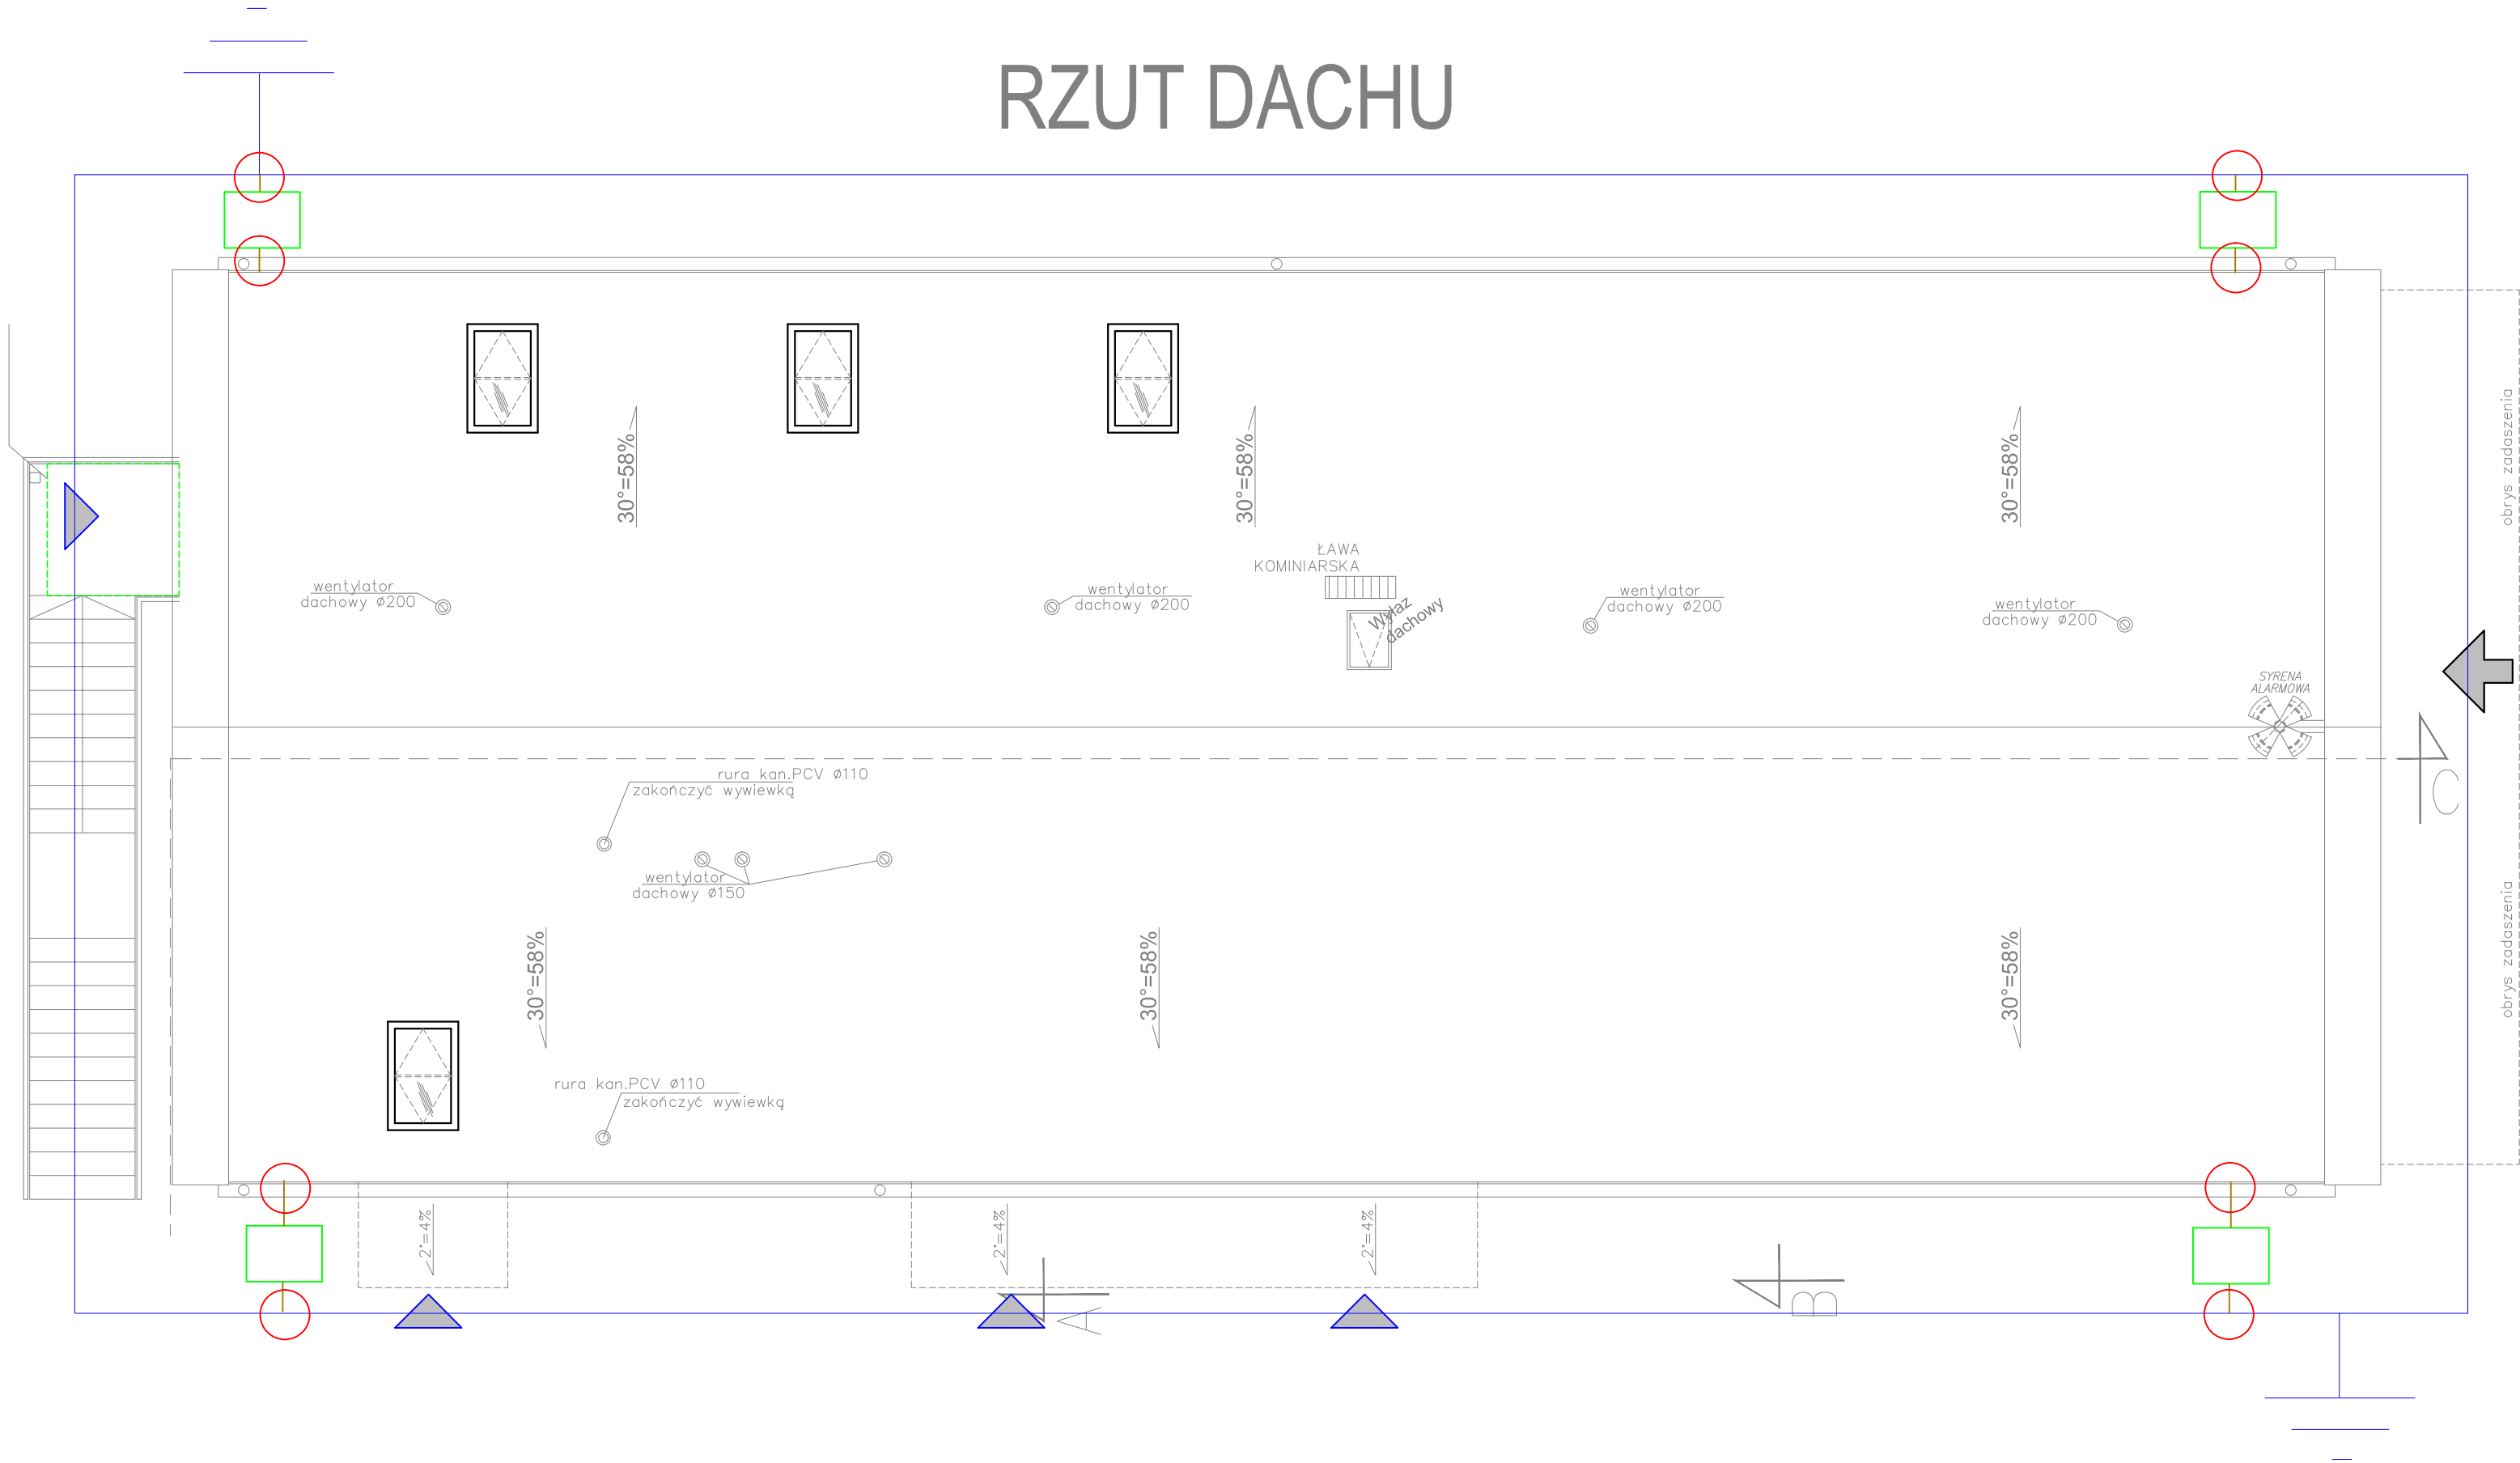 RZUT DACHU
obrys zadaszenia
30°=58%
30°=58%
30°=58%
ŁAWA
KOMINIARSKA
wentylator
dachowy ø200
wentylator
dachowy ø200
Wyłaz
dachowy
wentylator
dachowy ø200
wentylator
dachowy ø200
SYRENA
ALARMOWA
rura kan.PCV ø110
zakończyć wywiewką
C
wentylator
dachowy ø150
30°=58%
30°=58%
30°=58%
obrys zadaszenia
rura kan.PCV ø110
zakończyć wywiewką
2°=4%
2°=4%
2°=4%
A
B